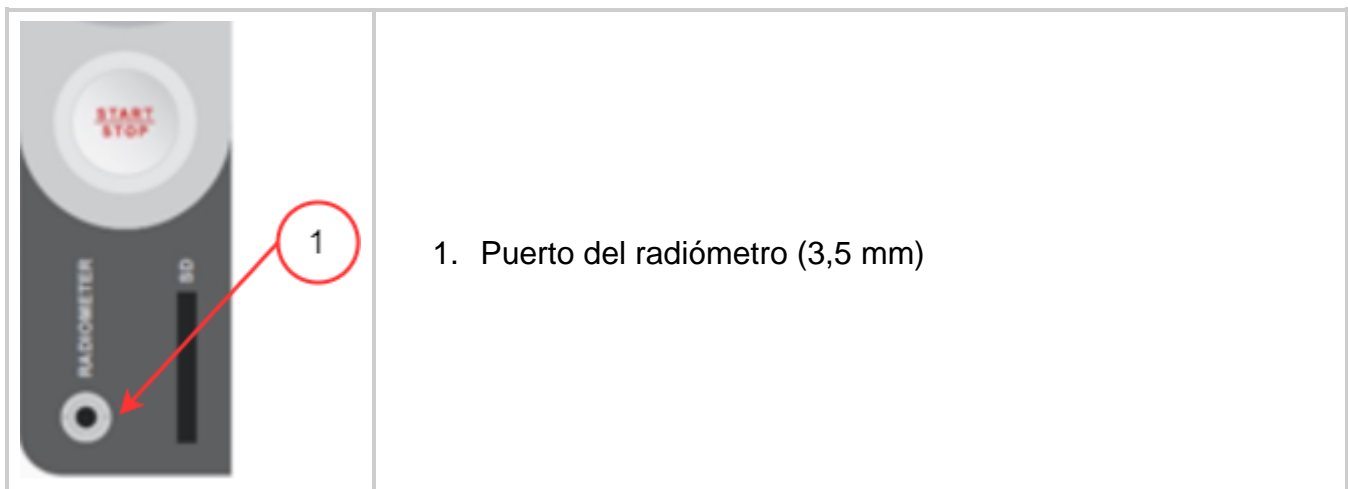 START
STOP
RADIOMETER
SD
1
1. Puerto del radiómetro (3,5 mm)